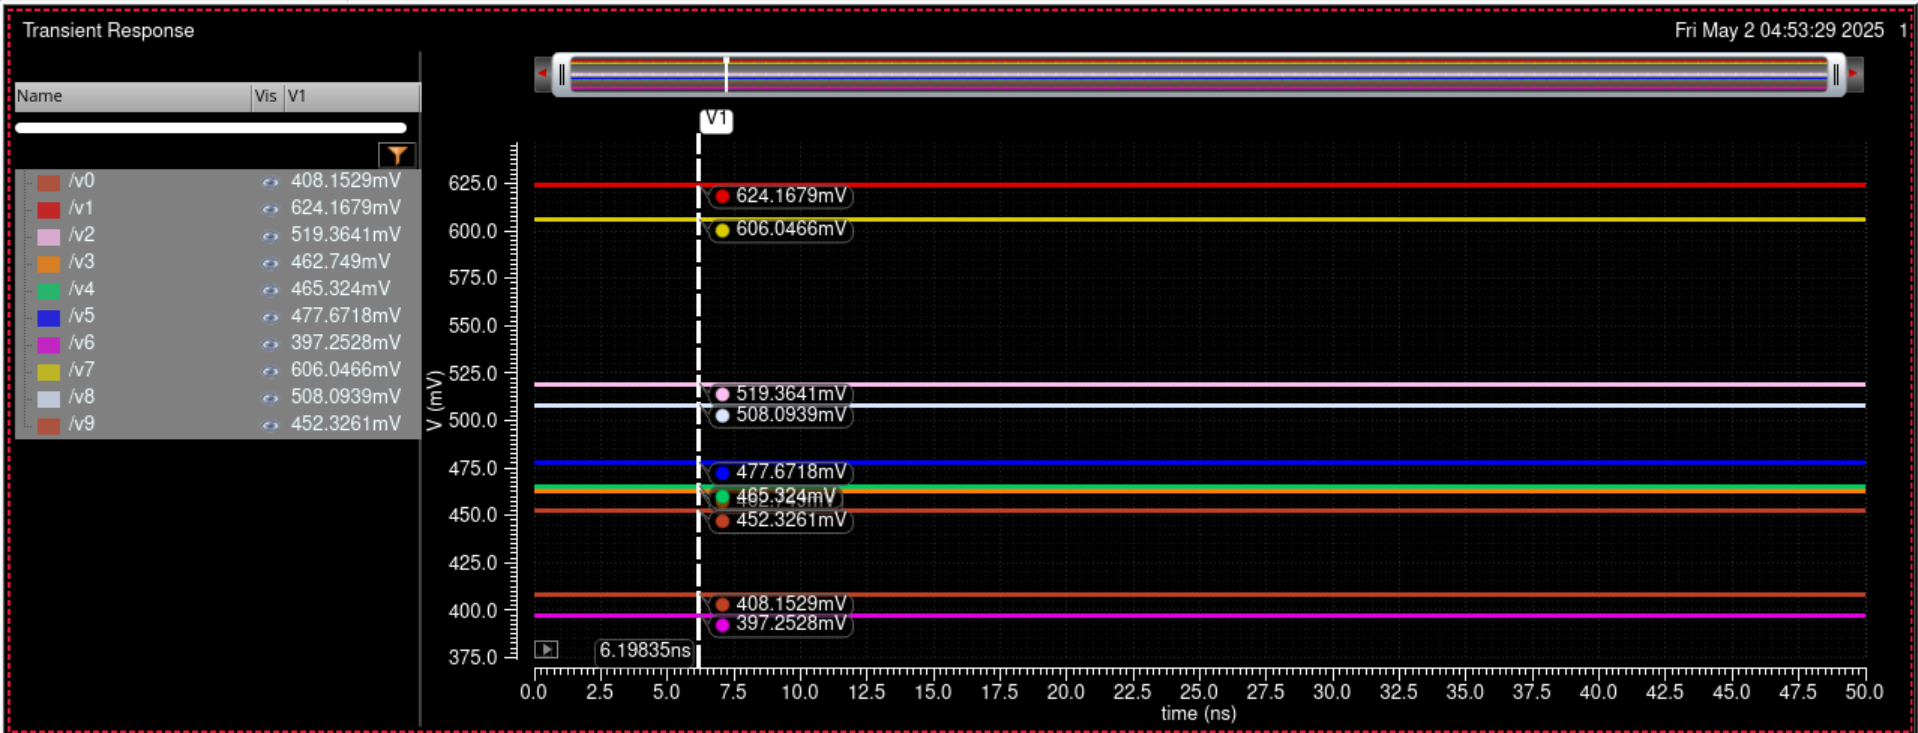 Transient Response
Fri May 2 04:53:29 2025 1
Name Vis V1
/v0 408.1529mV
/v1 624.1679mV
/v2 519.3641mV
/v3 462.749mV
/v4 465.324mV
/v5 477.6718mV
/v6 397.2528mV
/v7 606.0466mV
/v8 508.0939mV
/v9 452.3261mV
V1
V (mV)
625.0
600.0
575.0
550.0
525.0
500.0
475.0
450.0
425.0
400.0
375.0
624.1679mV
606.0466mV
519.3641mV
508.0939mV
477.6718mV
465.324mV
452.3261mV
408.1529mV
397.2528mV
6.19835ns
0.0 2.5 5.0 7.5 10.0 12.5 15.0 17.5 20.0 22.5 25.0 27.5 30.0 32.5 35.0 37.5 40.0 42.5 45.0 47.5 50.0
time (ns)